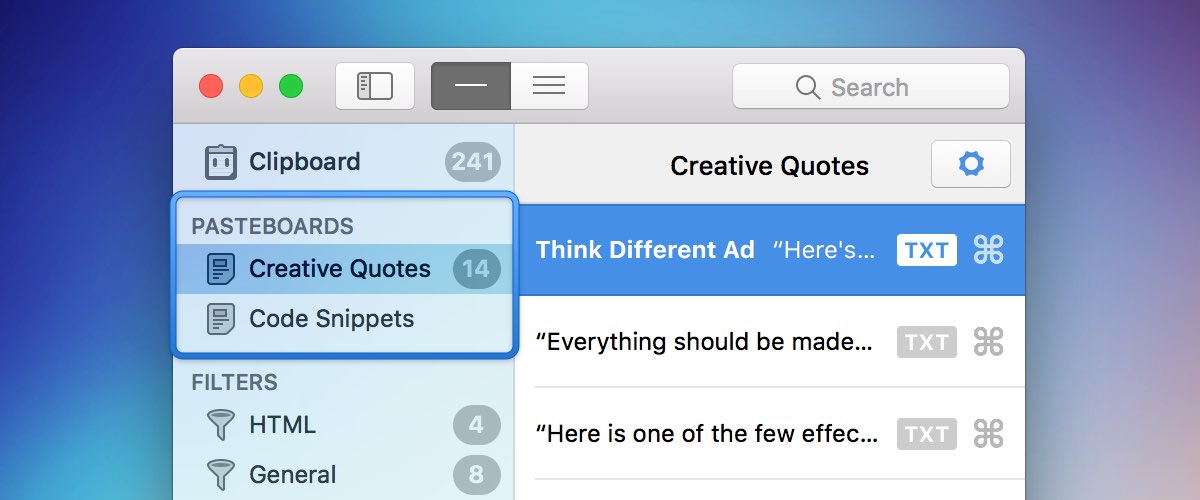 Search
Clipboard 241
PASTEBOARDS
Creative Quotes 14
Code Snippets
FILTERS
HTML 4
General 8
Creative Quotes
Think Different Ad “Here's... TXT ⌘
“Everything should be made... TXT ⌘
“Here is one of the few effec... TXT ⌘